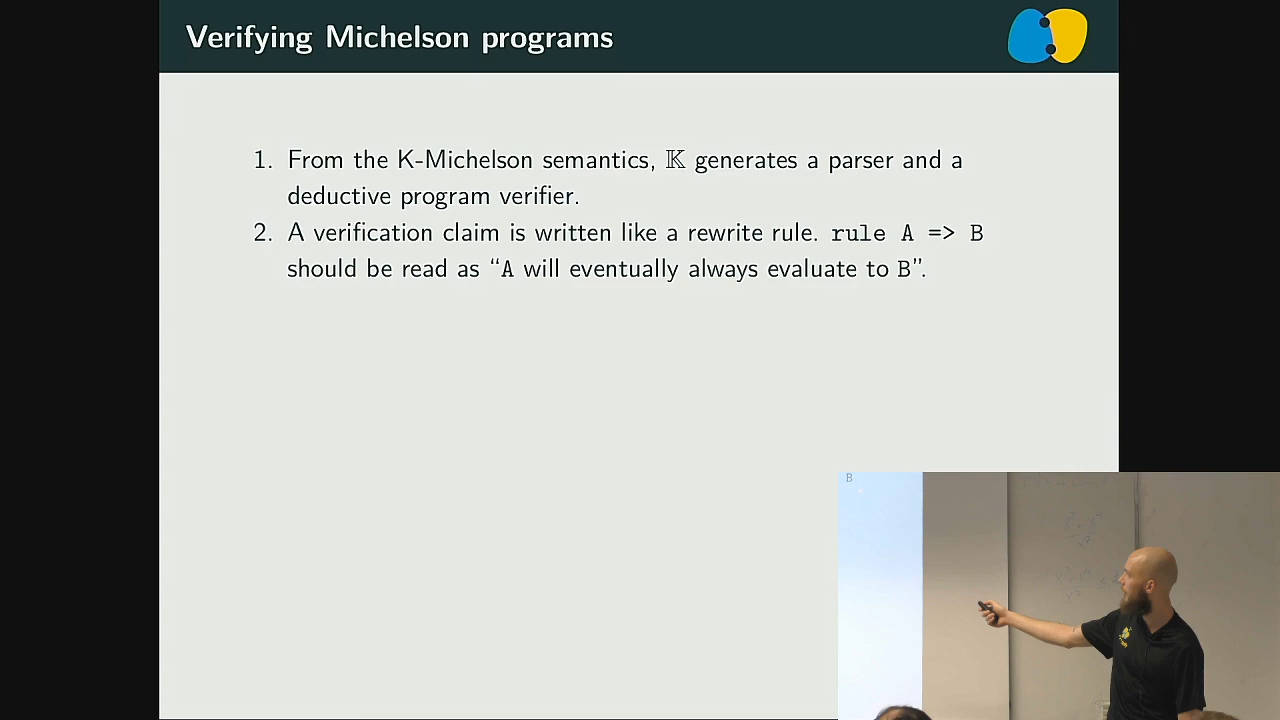 Verifying Michelson programs
1. From the K-Michelson semantics, 𝕂 generates a parser and a
deductive program verifier.
2. A verification claim is written like a rewrite rule. rule A => B
should be read as “A will eventually always evaluate to B”.
B